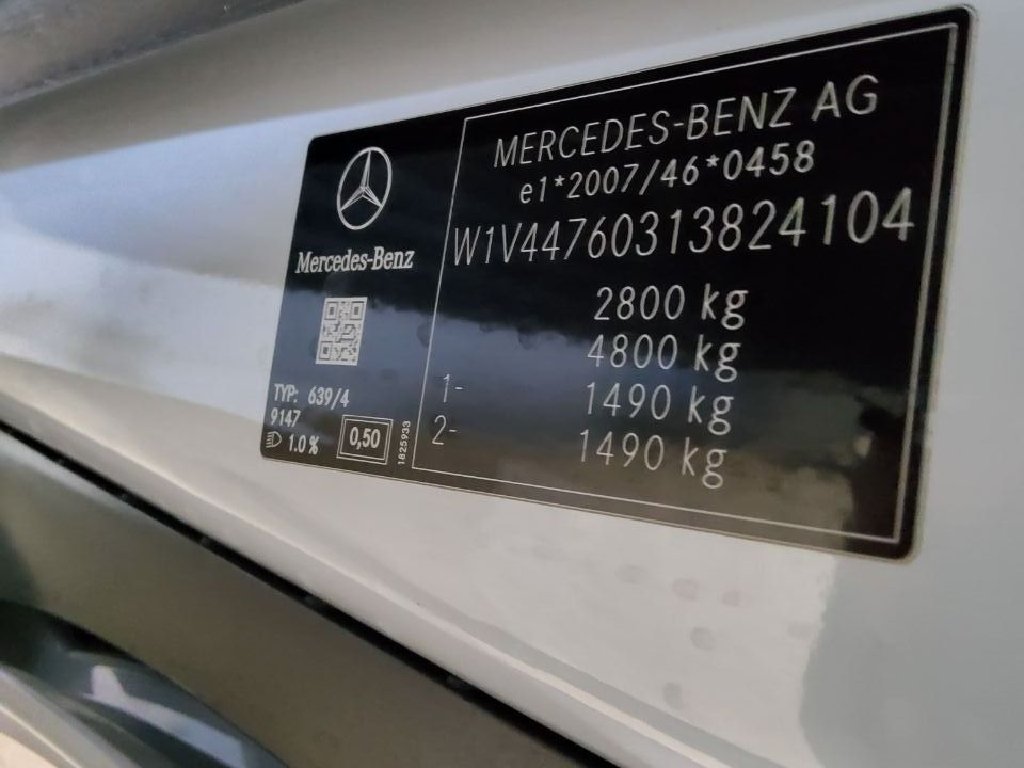 Mercedes-Benz
TYP: 639/4
9147
1.0%
0,50
1825933
MERCEDES-BENZ AG
e1*2007/46*0458
W1V44760313824104
2800 kg
4800 kg
1- 1490 kg
2- 1490 kg